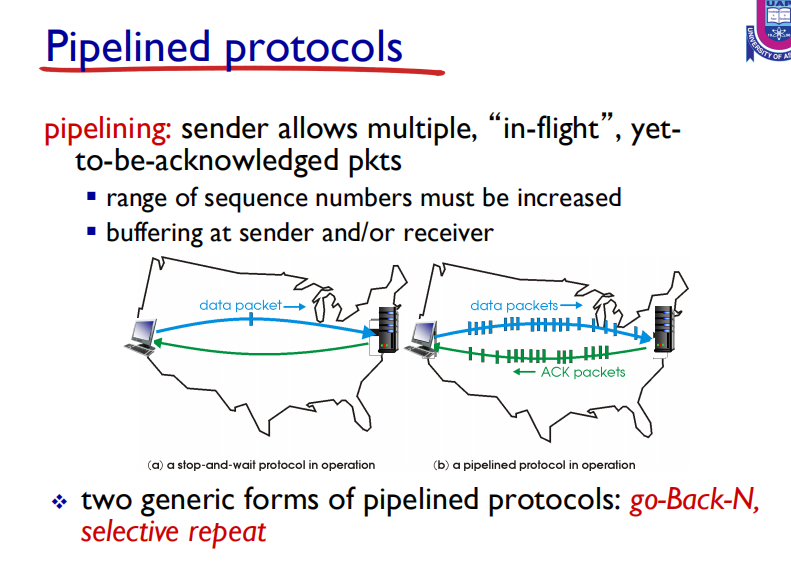 Pipelined protocols
UAP
UNIVERSITY OF AS
pipelining: sender allows multiple, “in-flight”, yet-
to-be-acknowledged pkts
range of sequence numbers must be increased
buffering at sender and/or receiver
data packet
data packets
ACK packets
(a) a stop-and-wait protocol in operation
(b) a pipelined protocol in operation
two generic forms of pipelined protocols: go-Back-N,
selective repeat